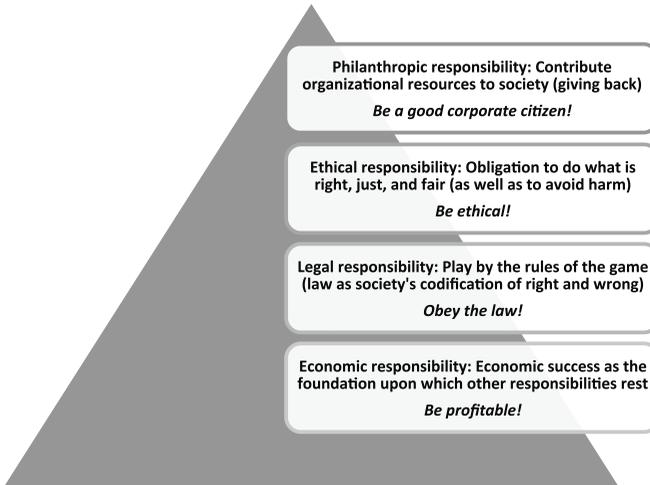 Philanthropic responsibility: Contribute
organizational resources to society (giving back)
Be a good corporate citizen!
Ethical responsibility: Obligation to do what is
right, just, and fair (as well as to avoid harm)
Be ethical!
Legal responsibility: Play by the rules of the game
(law as society's codification of right and wrong)
Obey the law!
Economic responsibility: Economic success as the
foundation upon which other responsibilities rest
Be profitable!